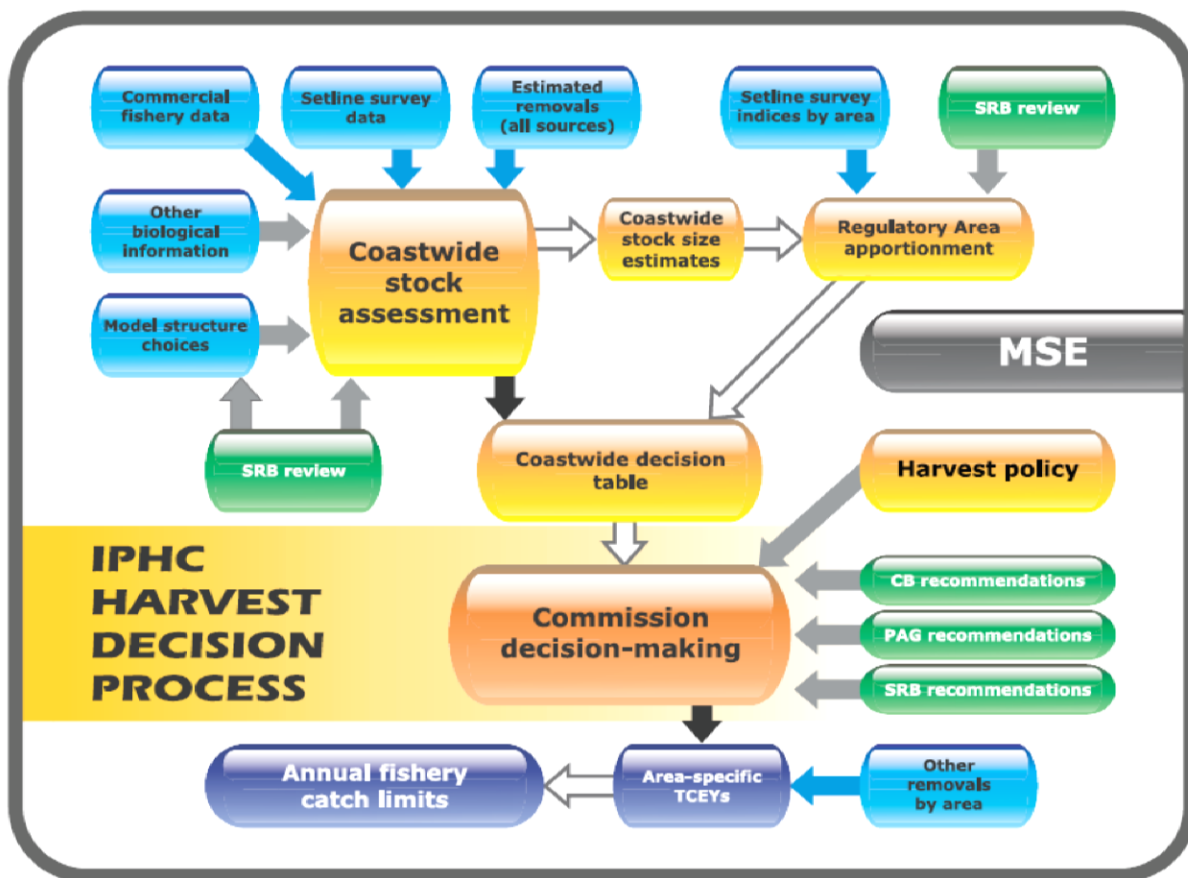 Commercial
fishery data
Setline survey
data
Estimated
removals
(all sources)
Setline survey
indices by area
SRB review
Other
biological
information
Coastwide
stock
assessment
Coastwide
stock size
estimates
Regulatory Area
apportionment
Model structure
choices
MSE
SRB review
Coastwide decision
table
Harvest policy
IPHC
HARVEST
DECISION
PROCESS
Commission
decision-making
CB recommendations
PAG recommendations
SRB recommendations
Annual fishery
catch limits
Area-specific
TCEYs
Other
removals
by area